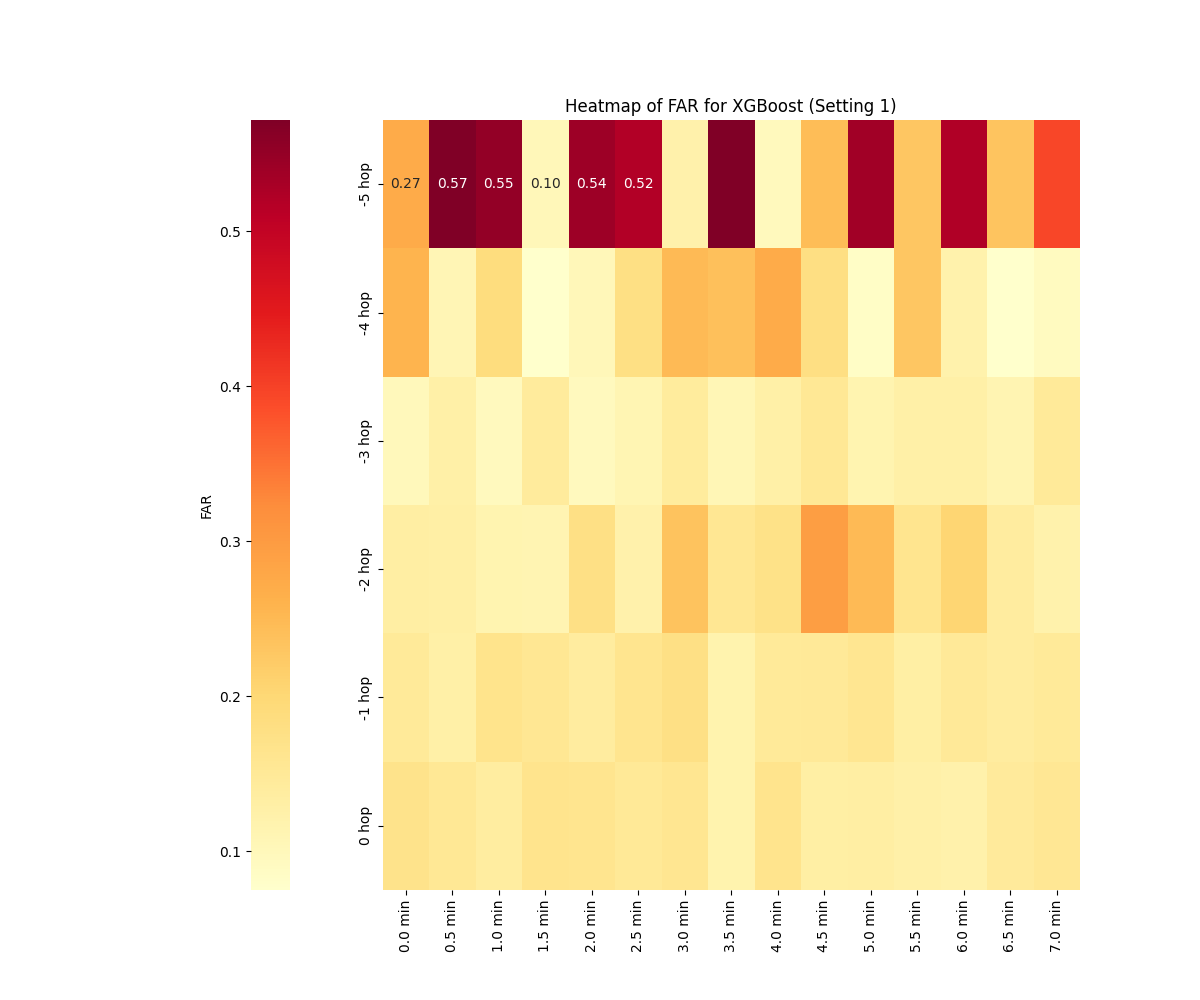 Heatmap of FAR for XGBoost (Setting 1)
FAR
0.5
0.4
0.3
0.2
0.1
-5 hop
-4 hop
-3 hop
-2 hop
-1 hop
0 hop
0.27 0.57 0.55 0.10 0.54 0.52
0.0 min
0.5 min
1.0 min
1.5 min
2.0 min
2.5 min
3.0 min
3.5 min
4.0 min
4.5 min
5.0 min
5.5 min
6.0 min
6.5 min
7.0 min